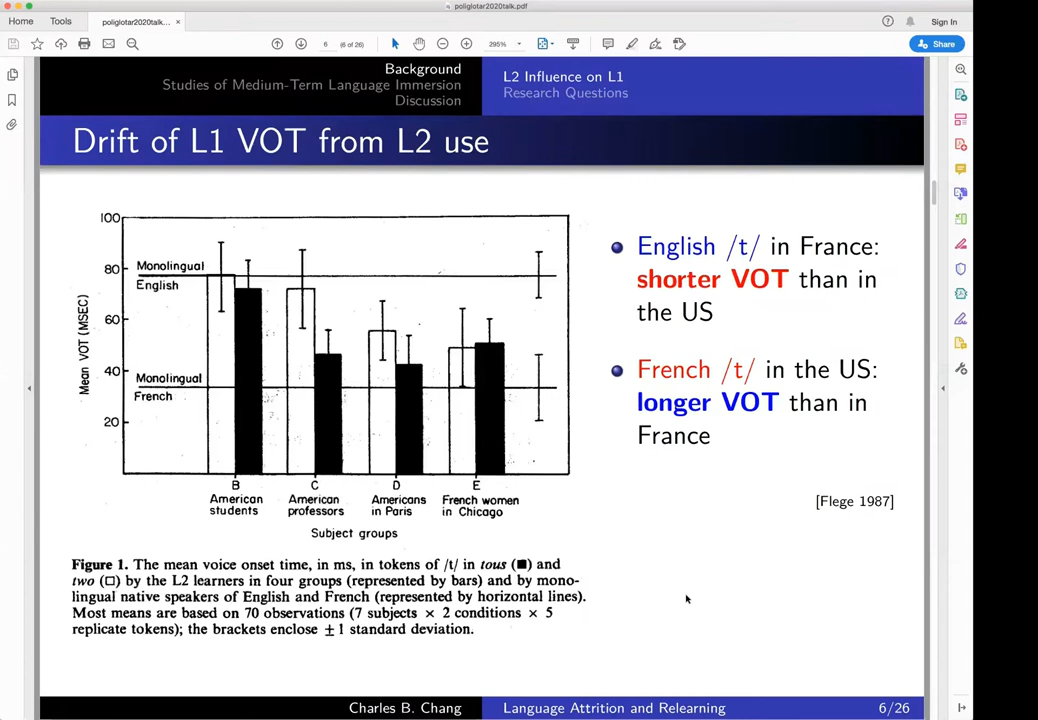 poliglotar2020talk.pdf
Home
Tools
poliglotar2020talk... ×
Sign In
6 (6 of 26)
295%
Share
Background
Studies of Medium-Term Language Immersion
Discussion
L2 Influence on L1
Research Questions
Drift of L1 VOT from L2 use
100
80
60
40
20
Mean VOT (MSEC)
Monolingual
English
Monolingual
French
B
American
students
C
American
professors
D
Americans
in Paris
E
French women
in Chicago
Subject groups
Figure 1. The mean voice onset time, in ms, in tokens of /t/ in tous (■) and
two (□) by the L2 learners in four groups (represented by bars) and by mono-
lingual native speakers of English and French (represented by horizontal lines).
Most means are based on 70 observations (7 subjects × 2 conditions × 5
replicate tokens); the brackets enclose ± 1 standard deviation.
English /t/ in France:
shorter VOT than in
the US
French /t/ in the US:
longer VOT than in
France
[Flege 1987]
Charles B. Chang
Language Attrition and Relearning
6/26